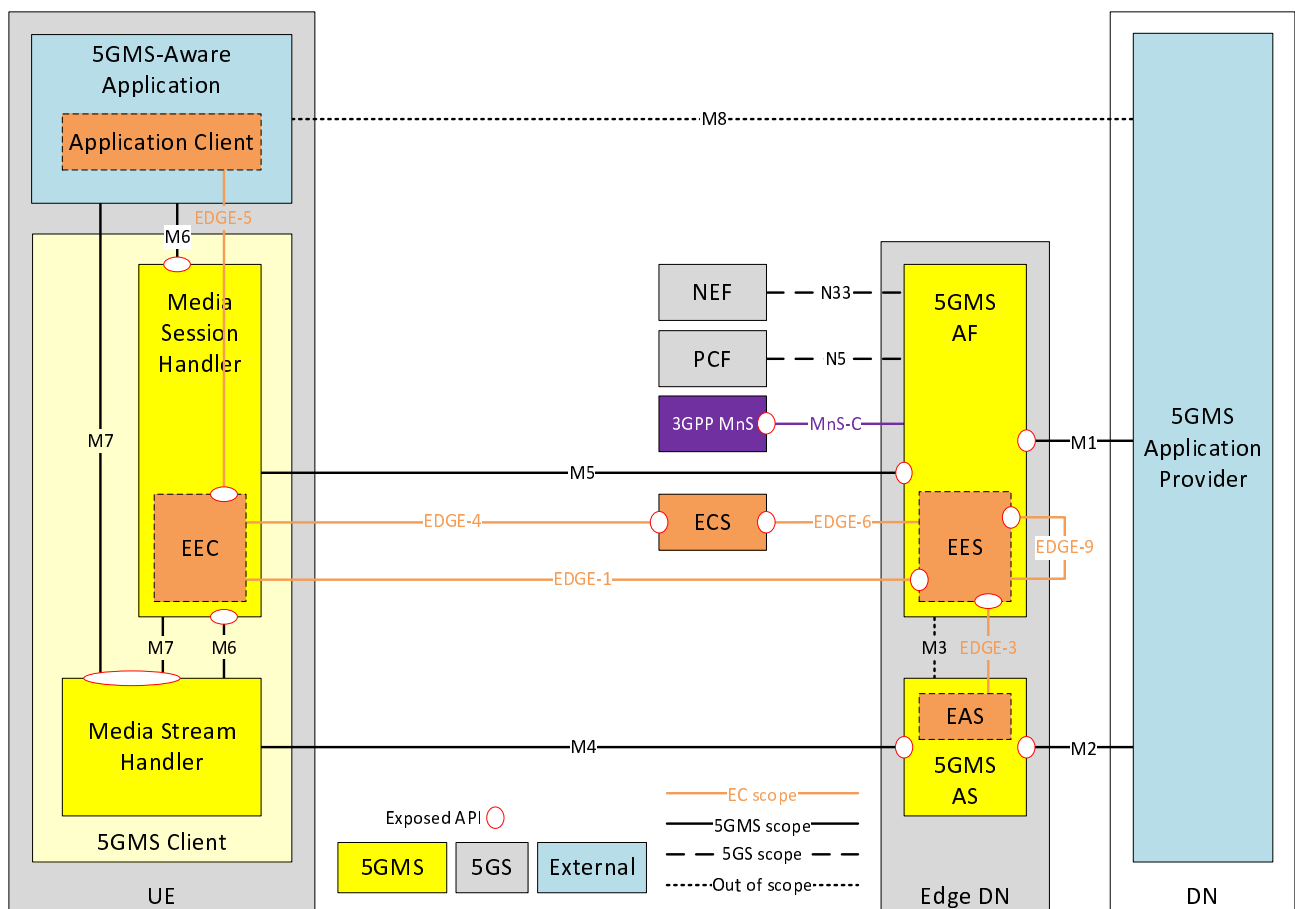 5GMS-Aware
Application
Application Client
M8
EDGE-5
M6
Media
Session
Handler
NEF
N33
5GMS
AF
PCF
N5
3GPP MnS
MnS-C
M7
M1
5GMS
Application
Provider
M5
EEC
EDGE-4
ECS
EDGE-6
EES
EDGE-9
EDGE-1
M7
M6
M3
EDGE-3
Media Stream
Handler
M4
EAS
5GMS
AS
M2
5GMS Client
UE
Exposed API
5GMS
5GS
External
EC scope
5GMS scope
5GS scope
Out of scope
Edge DN
DN